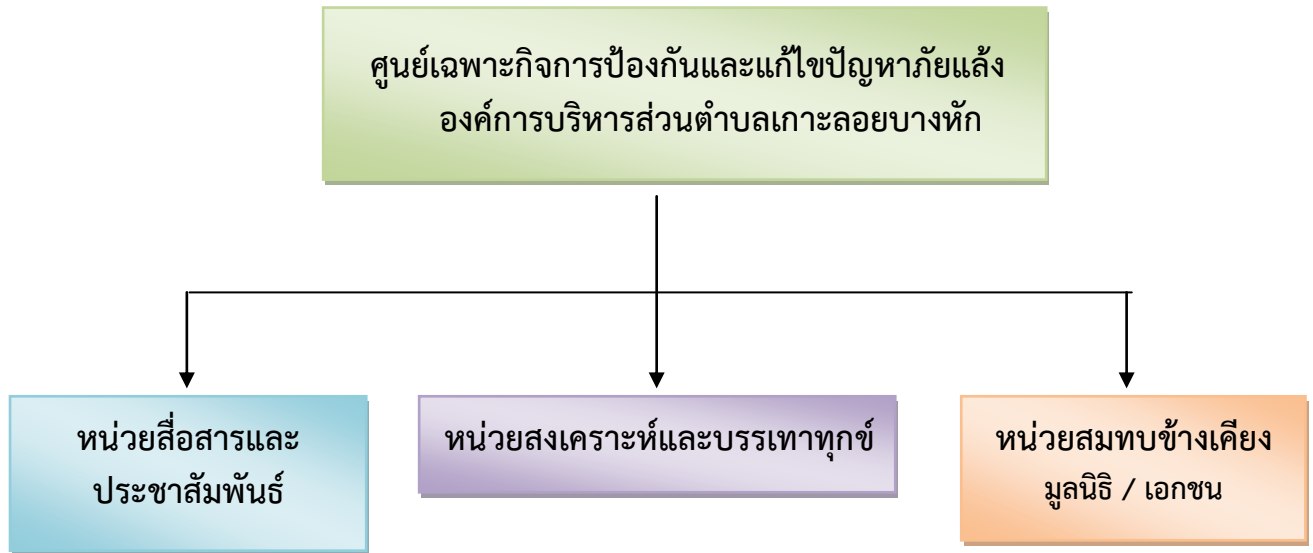 ศูนย์เฉพาะกิจการป้องกันและแก้ไขปัญหาภัยแล้ง
องค์การบริหารส่วนตำบลเกาะลอยบางหัก
หน่วยสื่อสารและ
ประชาสัมพันธ์
หน่วยสงเคราะห์และบรรเทาทุกข์
หน่วยสมทบข้างเคียง
มูลนิธิ / เอกชน